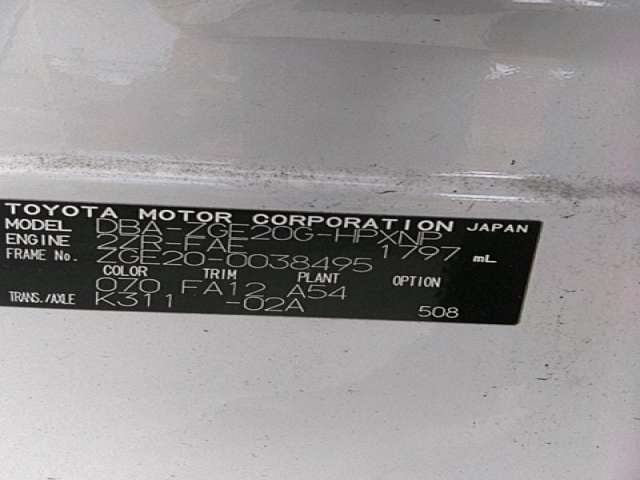 TOYOTA MOTOR CORPORATION JAPAN
MODEL DBA-ZGE20G-HPXNP
ENGINE 2ZR-FAE 1797 mL
FRAME No. ZGE20-0038495
COLOR TRIM PLANT OPTION
070 FA12 A54
TRANS./AXLE K311 -02A
508